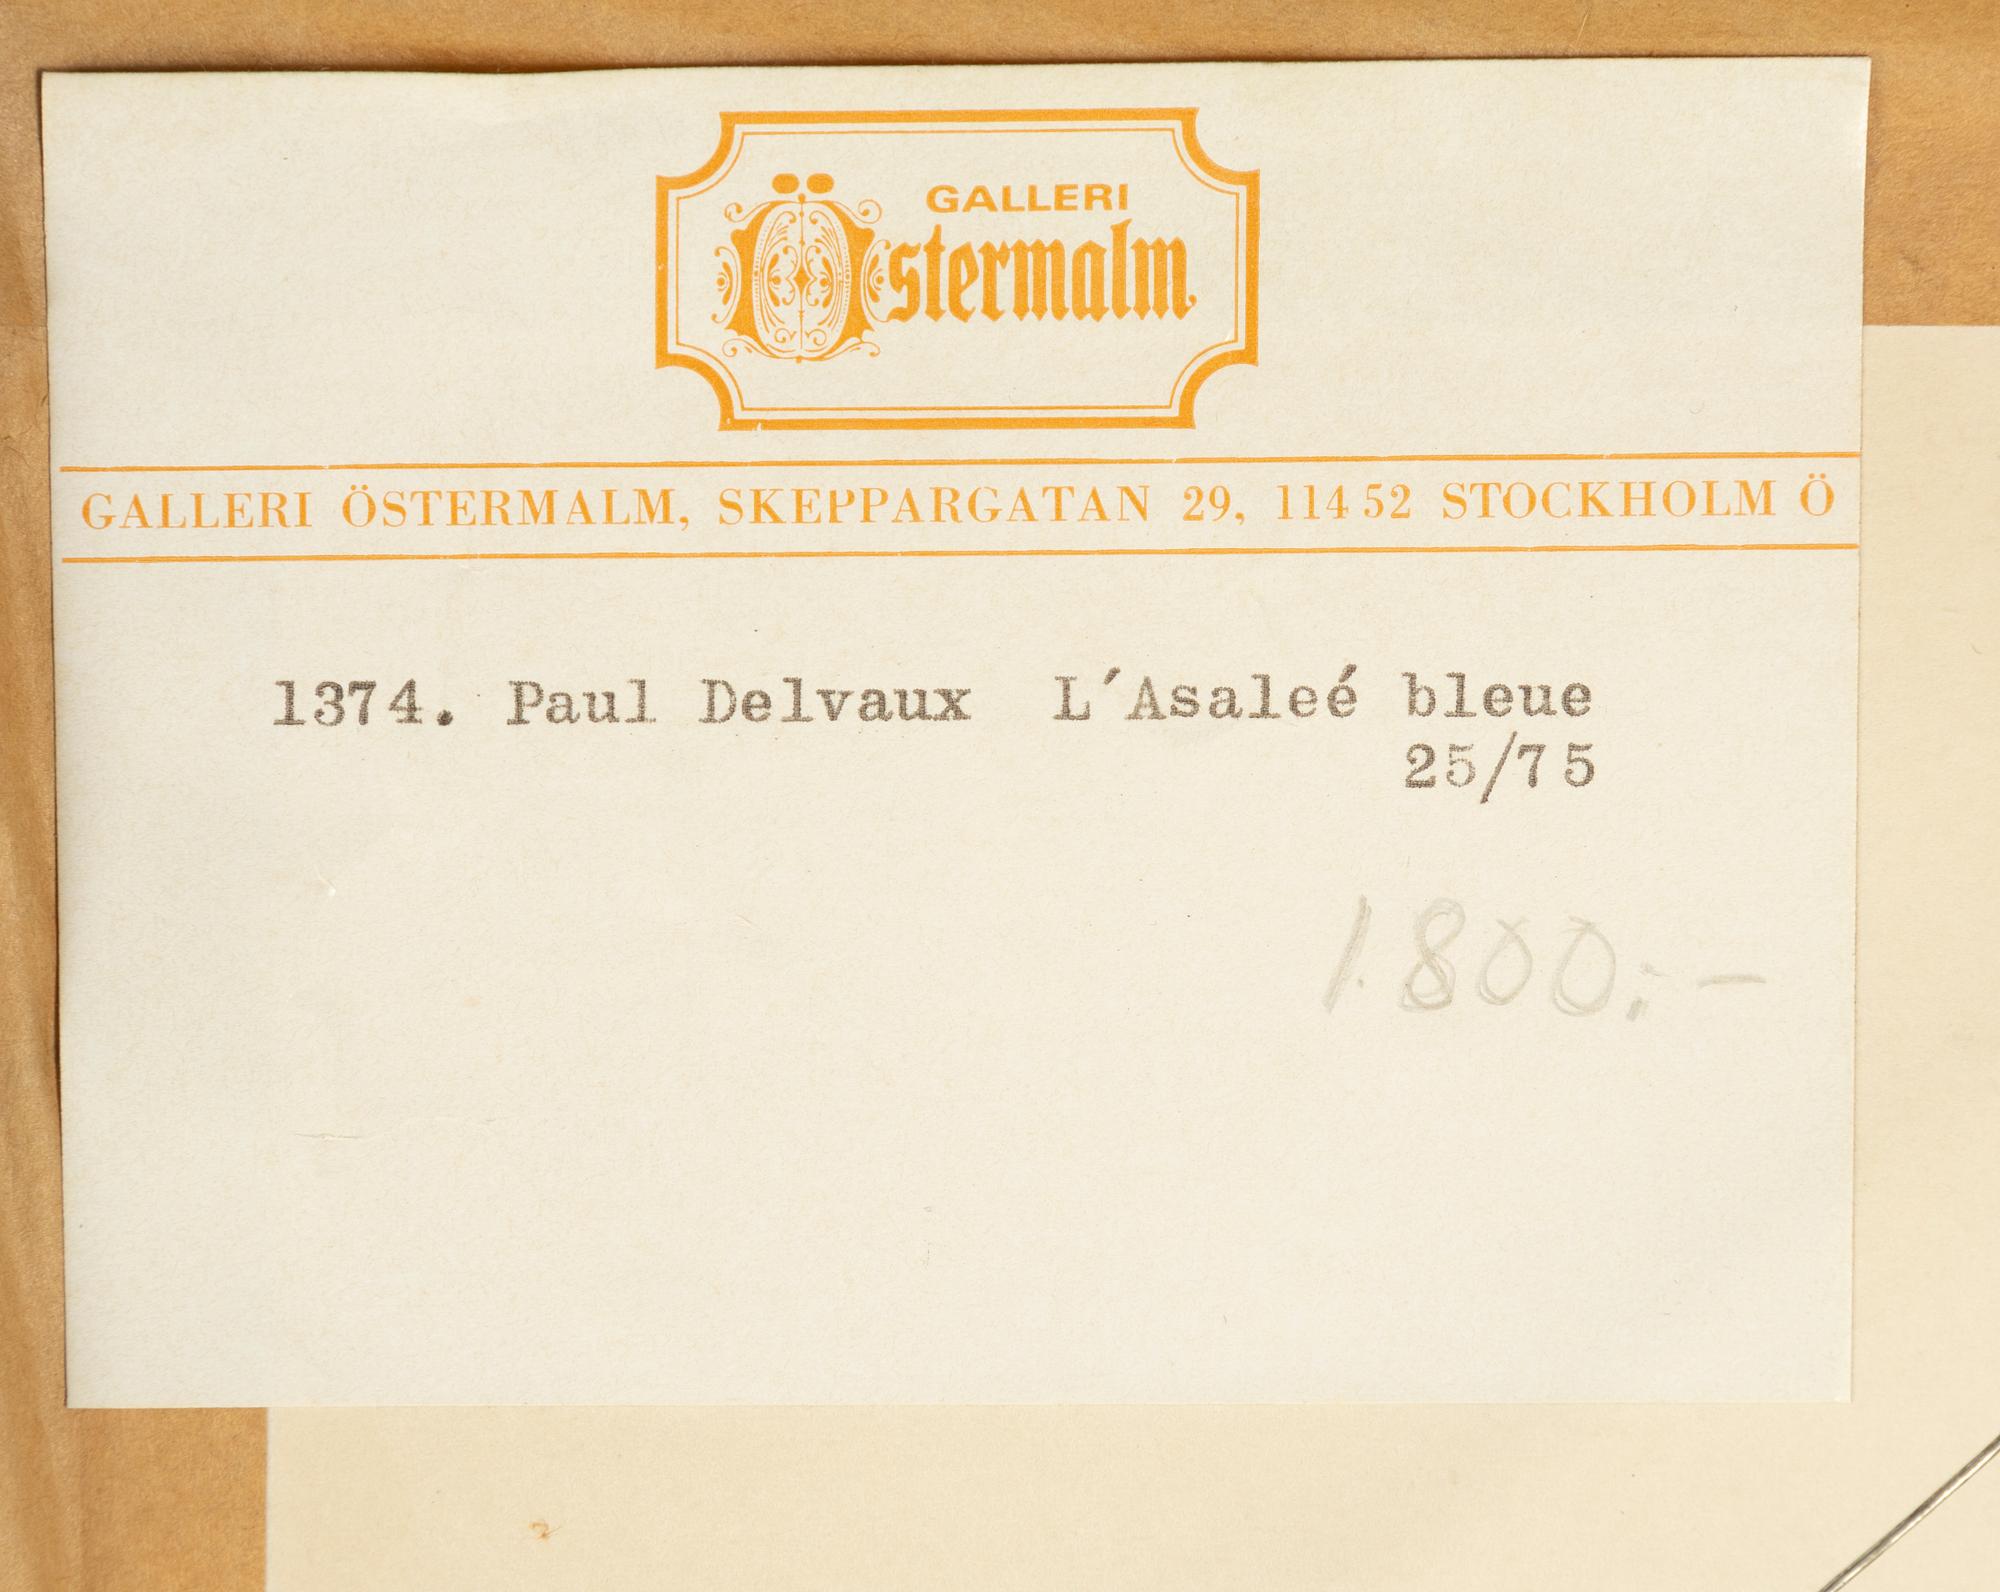 GALLERI
Östermalm
GALLERI ÖSTERMALM, SKEPPARGATAN 29, 114 52 STOCKHOLM Ö
1374. Paul Delvaux L´Asaleé bleue
25/75
1.800:-